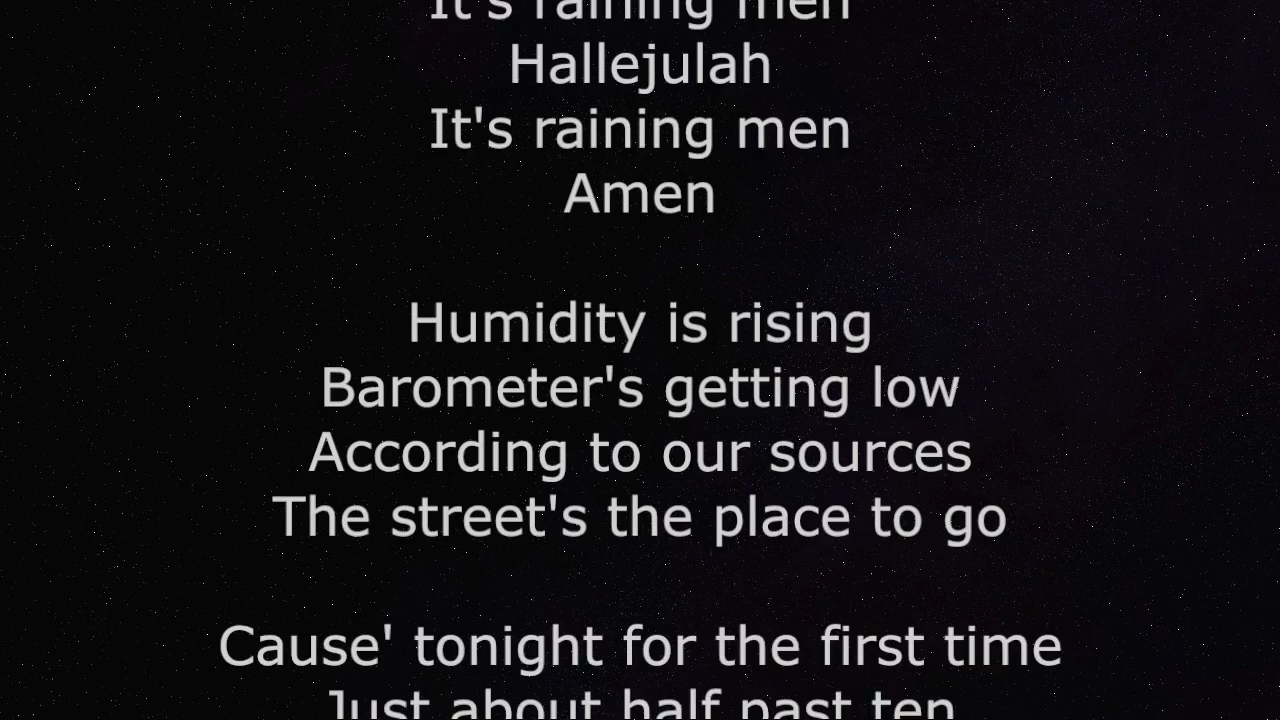 It's raining men
Hallejulah
It's raining men
Amen
Humidity is rising
Barometer's getting low
According to our sources
The street's the place to go
Cause' tonight for the first time
Just about half past ten